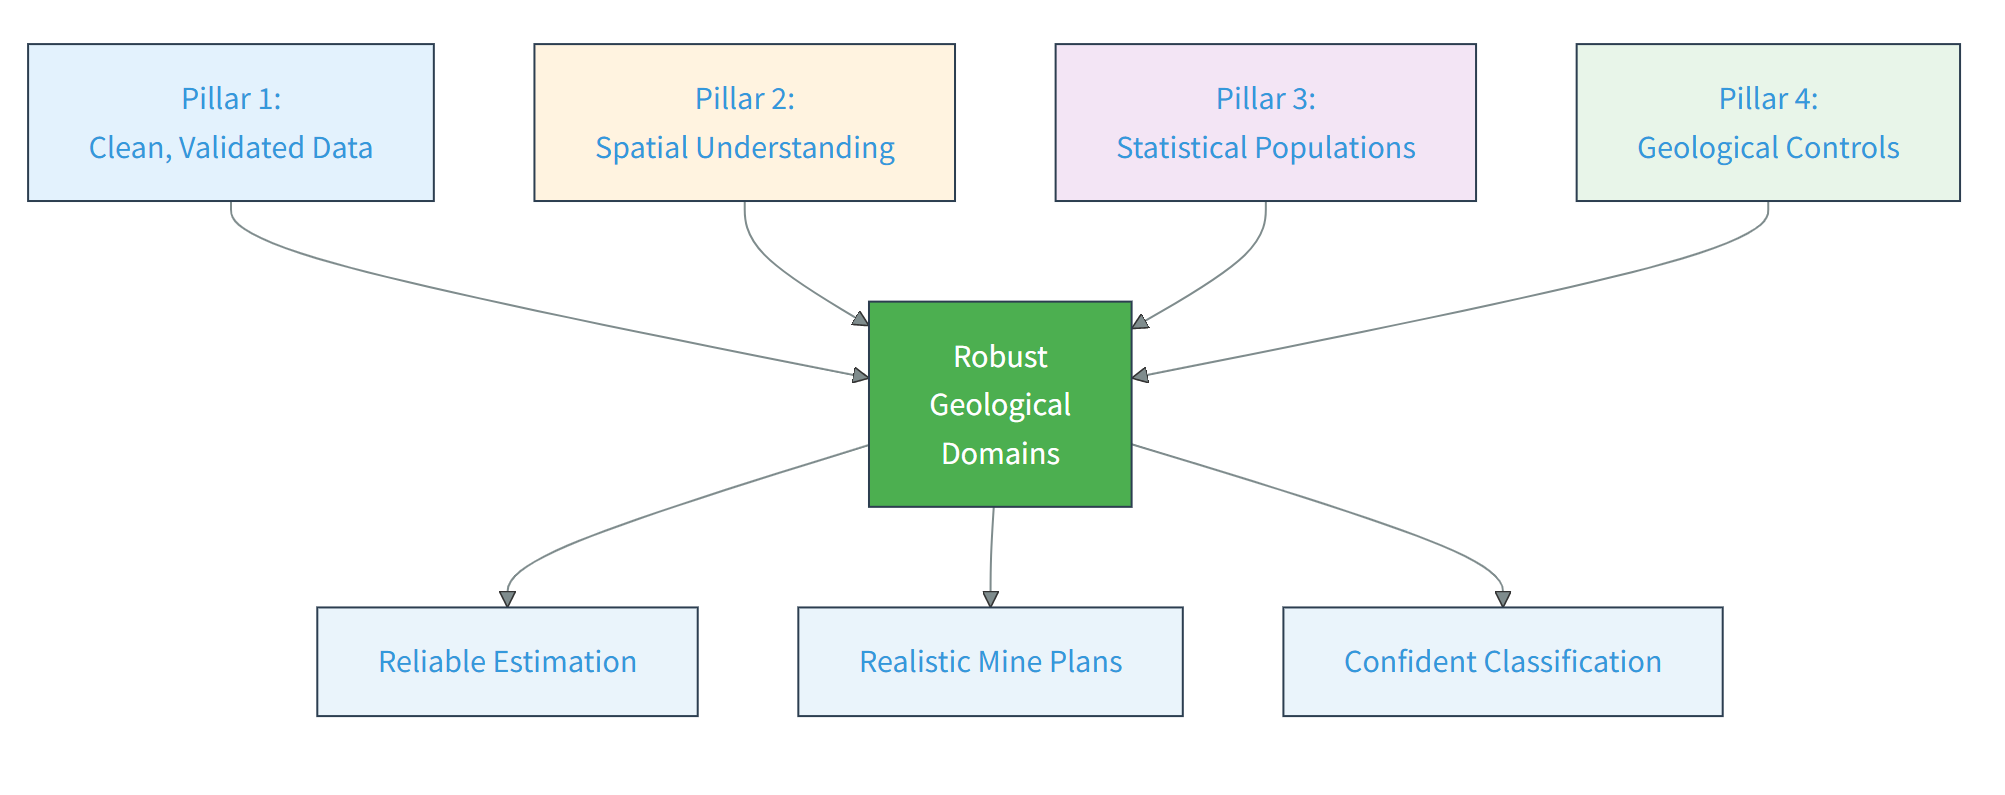 Pillar 1:
Clean, Validated Data
Pillar 2:
Spatial Understanding
Pillar 3:
Statistical Populations
Pillar 4:
Geological Controls
Robust
Geological
Domains
Reliable Estimation
Realistic Mine Plans
Confident Classification